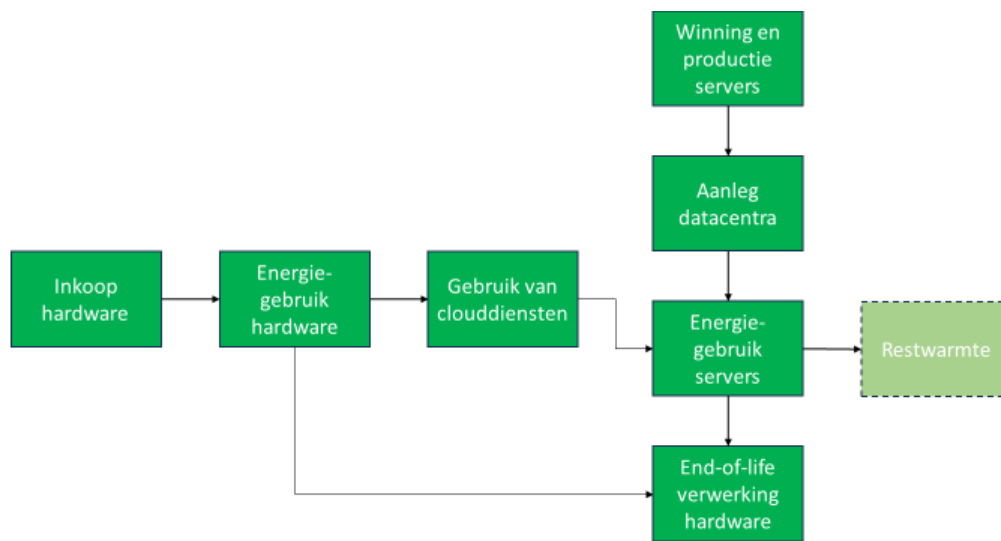 Winning en
productie
servers
Aanleg
datacentra
Inkoop
hardware
Energie-
gebruik
hardware
Gebruik van
clouddiensten
Energie-
gebruik
servers
Restwarmte
End-of-life
verwerking
hardware